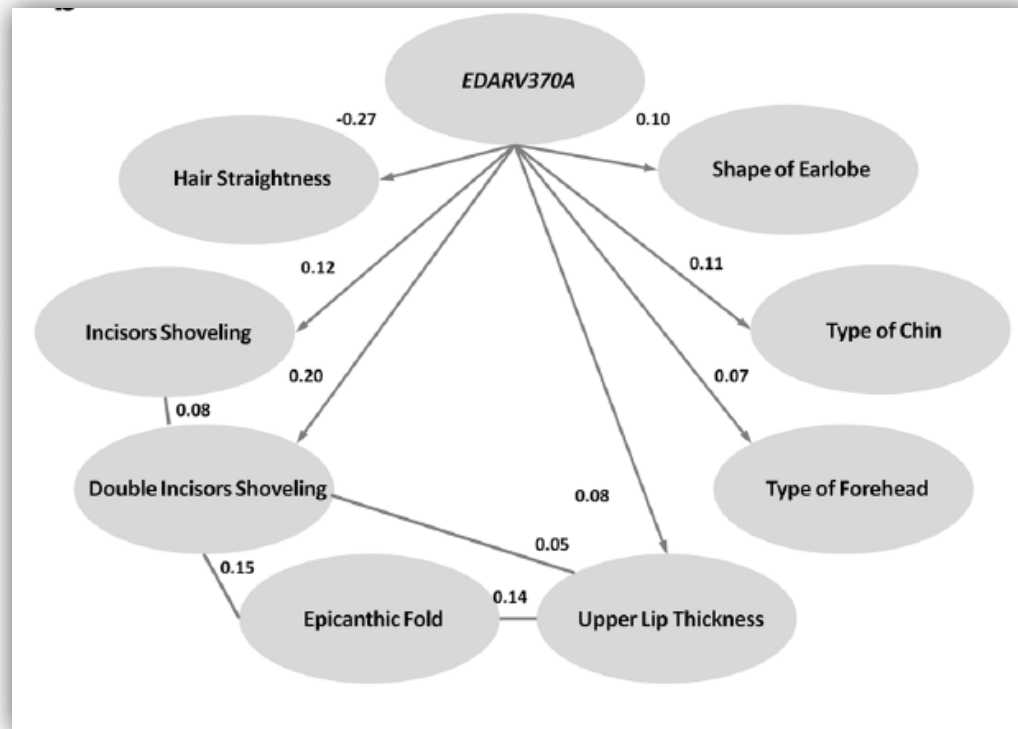 EDARV370A
-0.27
0.10
Hair Straightness
Shape of Earlobe
0.12
0.11
Incisors Shoveling
Type of Chin
0.20
0.07
0.08
Double Incisors Shoveling
Type of Forehead
0.08
0.05
0.15
0.14
Epicanthic Fold
Upper Lip Thickness